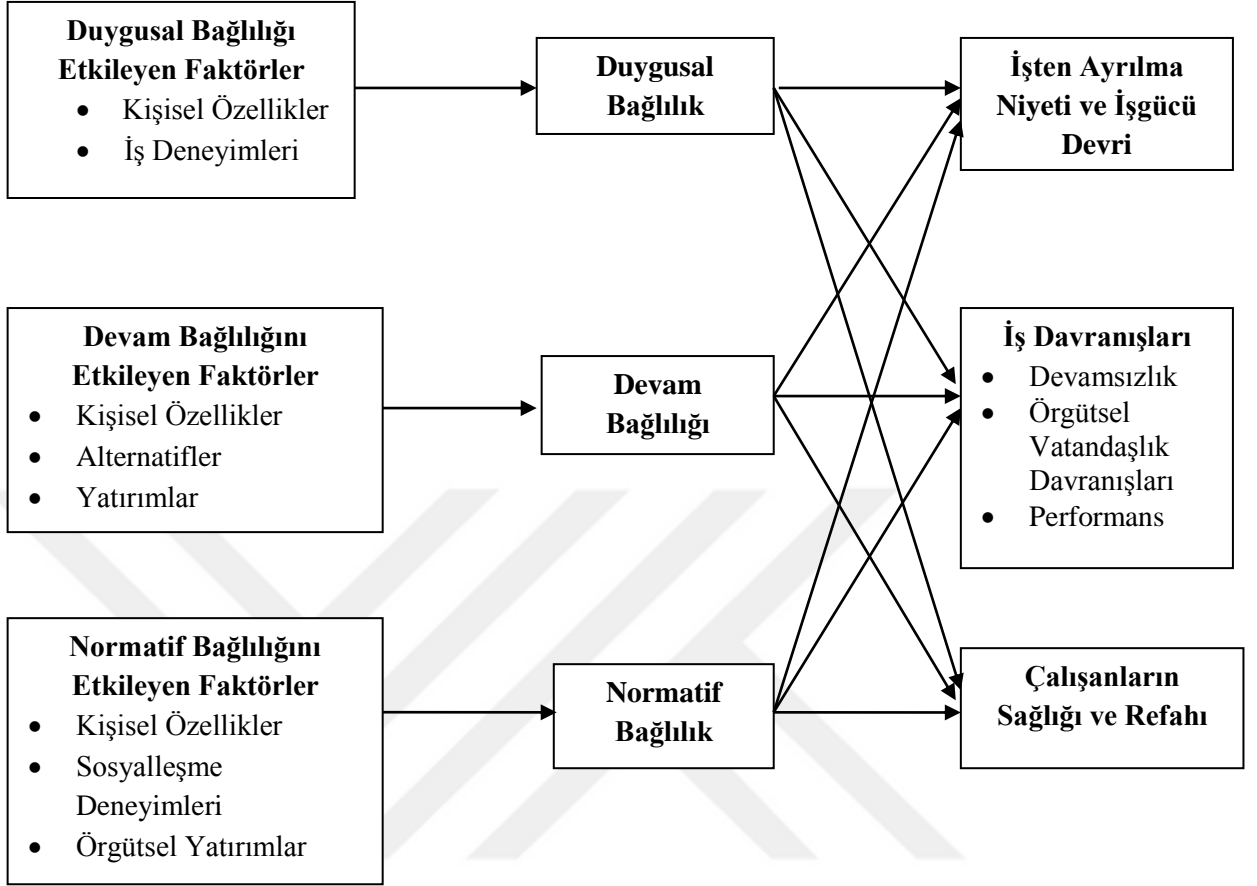 Duygusal Bağlılığı
Etkileyen Faktörler
• Kişisel Özellikler
• İş Deneyimleri
Duygusal
Bağlılık
İşten Ayrılma
Niyeti ve İşgücü
Devri
Devam Bağlılığını
Etkileyen Faktörler
• Kişisel Özellikler
• Alternatifler
• Yatırımlar
Devam
Bağlılığı
İş Davranışları
• Devamsızlık
• Örgütsel
Vatandaşlık
Davranışları
• Performans
Normatif Bağlılığını
Etkileyen Faktörler
• Kişisel Özellikler
• Sosyalleşme
Deneyimleri
• Örgütsel Yatırımlar
Normatif
Bağlılık
Çalışanların
Sağlığı ve Refahı